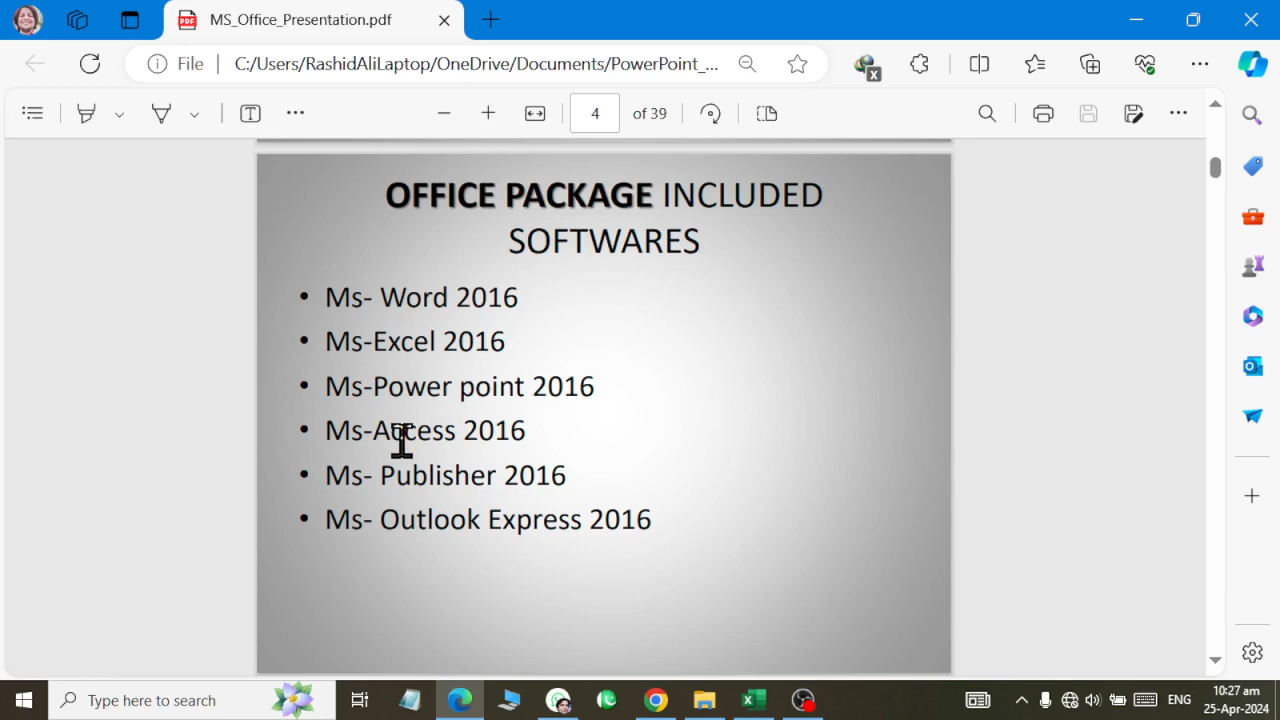 MS_Office_Presentation.pdf
File
C:/Users/RashidAliLaptop/OneDrive/Documents/PowerPoint_...
4 of 39
OFFICE PACKAGE INCLUDED
SOFTWARES
• Ms- Word 2016
• Ms-Excel 2016
• Ms-Power point 2016
• Ms-Access 2016
• Ms- Publisher 2016
• Ms- Outlook Express 2016
Type here to search
ENG
10:27 am
25-Apr-2024